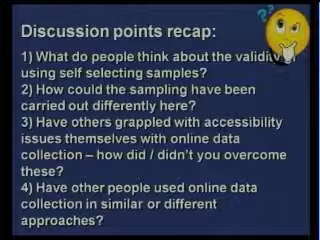 Discussion points recap:
1) What do people think about the validity of
using self selecting samples?
2) How could the sampling have been
carried out differently here?
3) Have others grappled with accessibility
issues themselves with online data
collection – how did / didn't you overcome
these?
4) Have other people used online data
collection in similar or different
approaches?
??